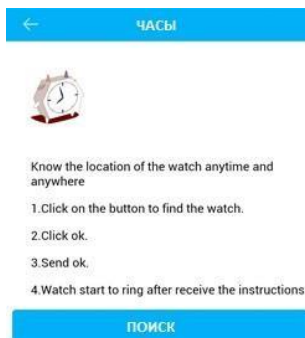 ЧАСЫ
Know the location of the watch anytime and
anywhere
1.Click on the button to find the watch.
2.Click ok.
3.Send ok.
4.Watch start to ring after receive the instructions
ПОИСК